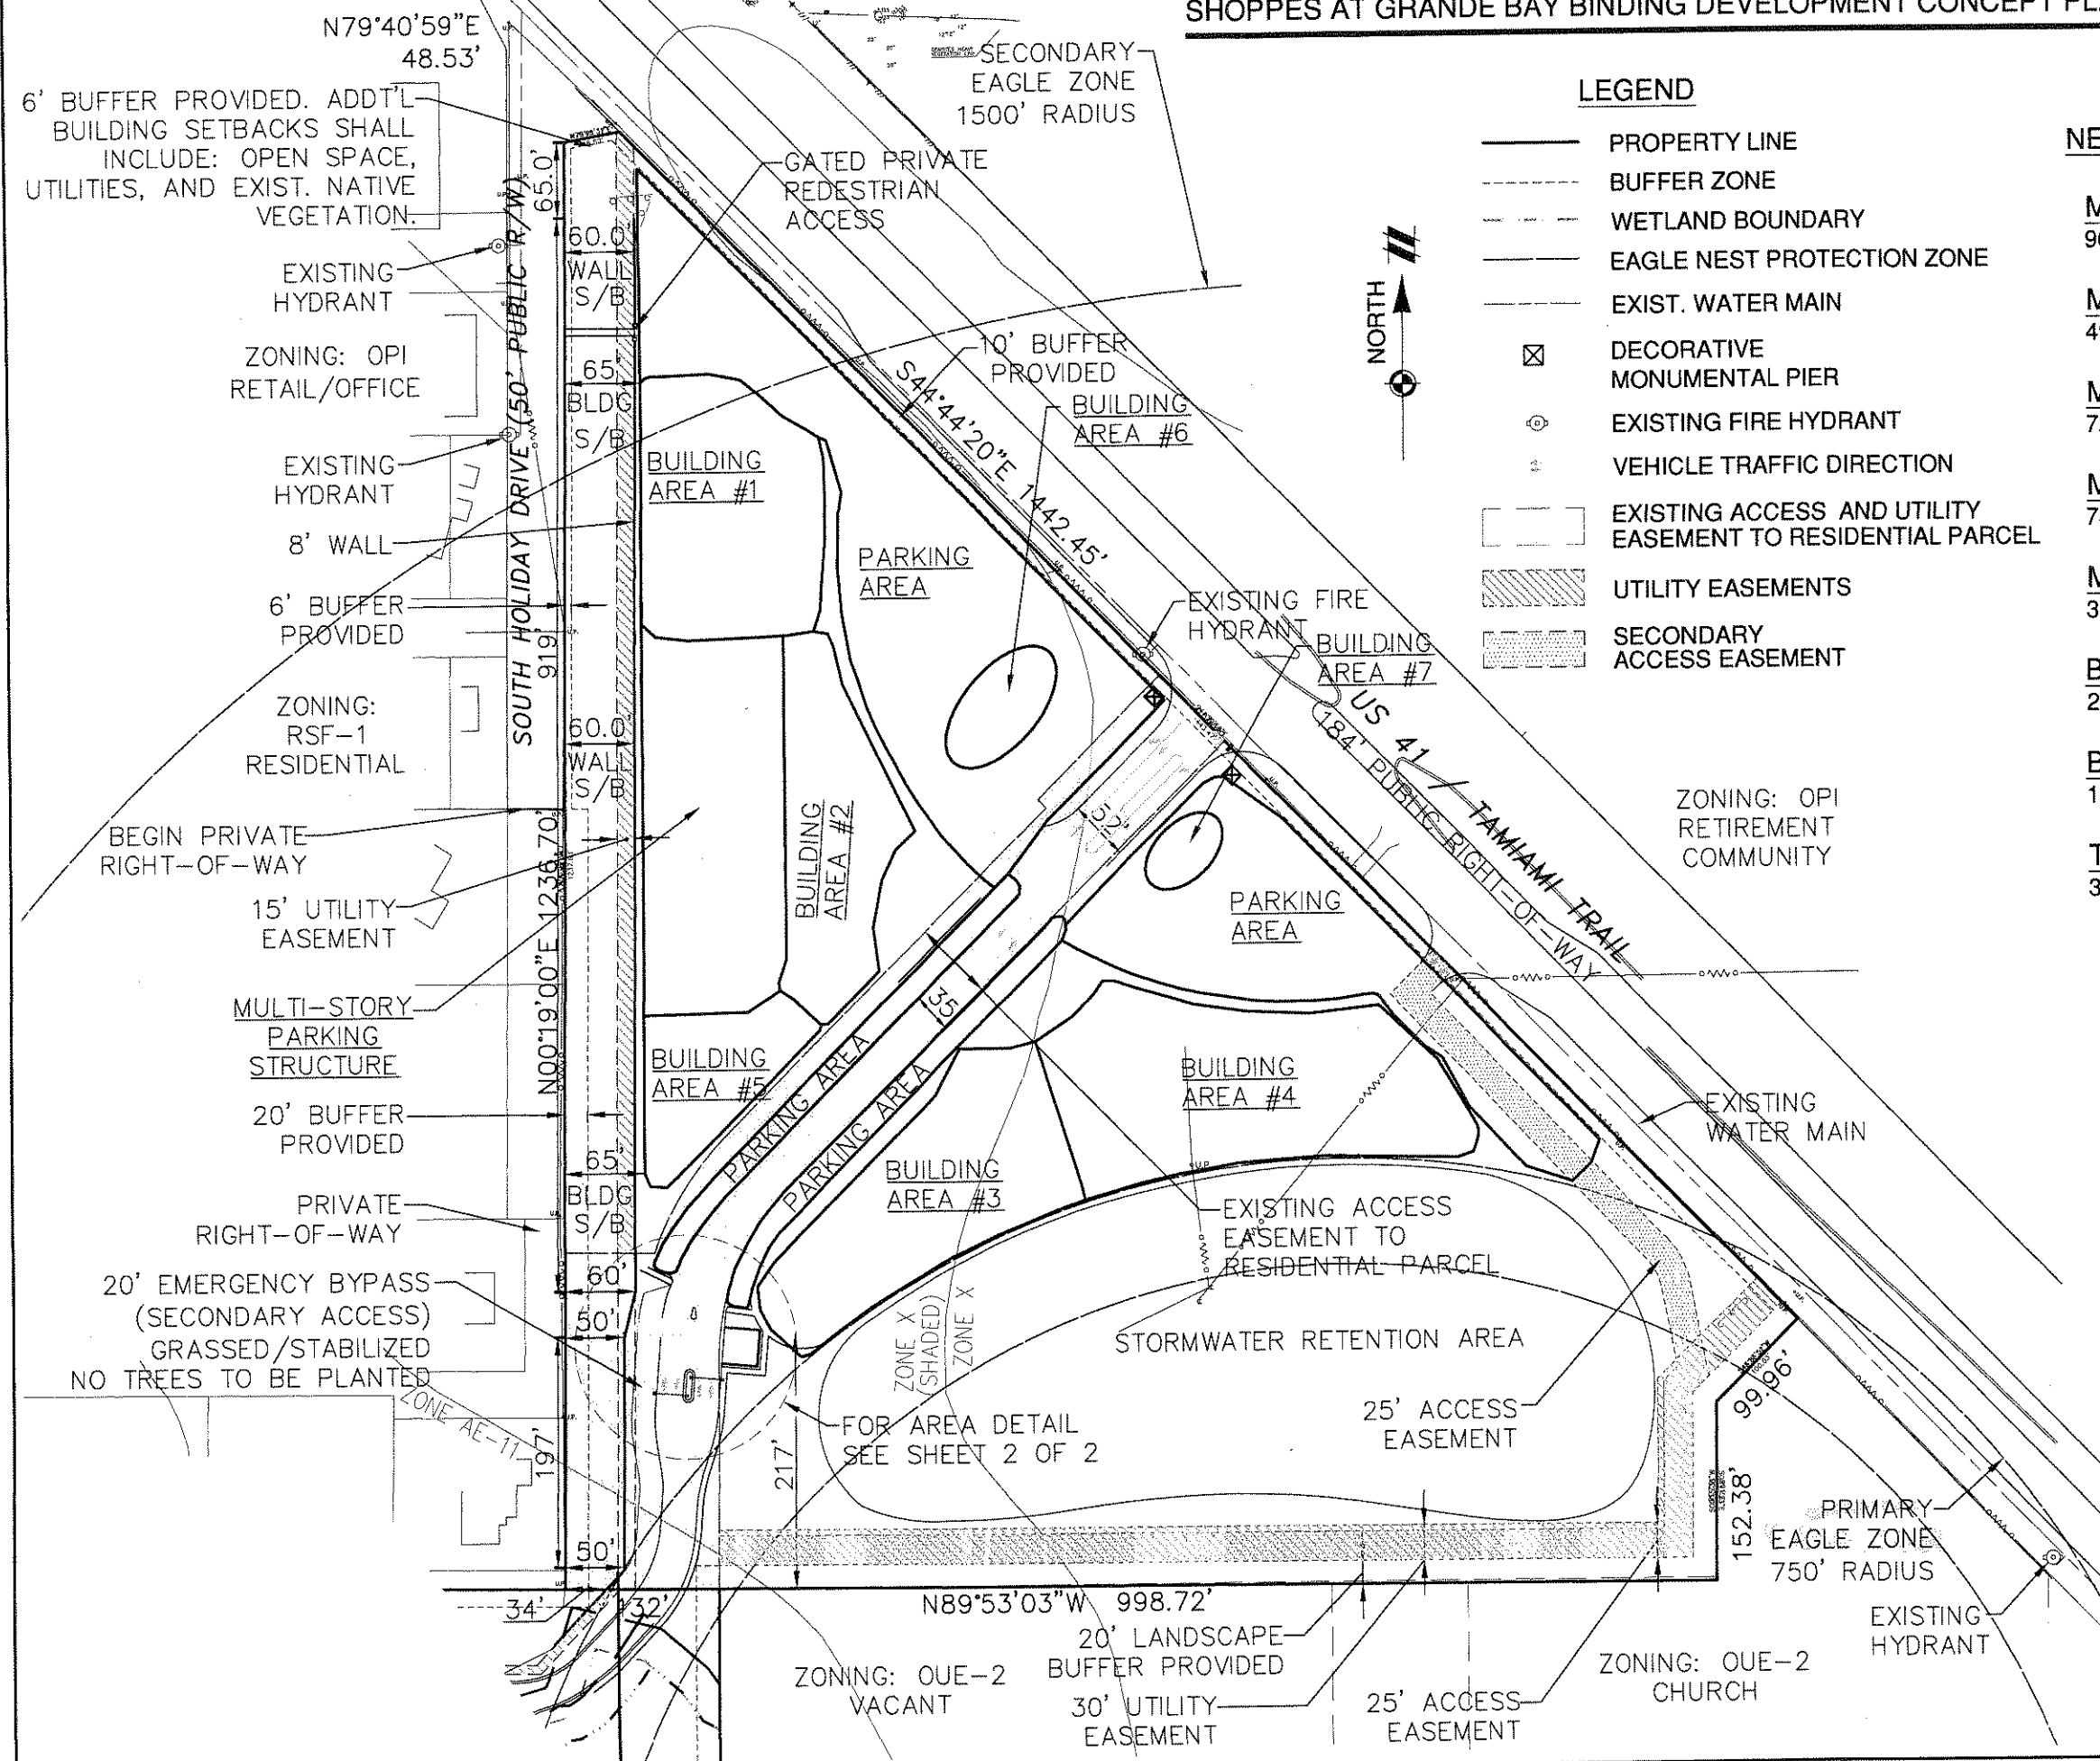 SHOPPES AT GRANDE BAY BINDING DEVELOPMENT CONCEPT
N79°40'59"E
48.53'
6' BUFFER PROVIDED. ADDT'L
BUILDING SETBACKS SHALL
INCLUDE: OPEN SPACE,
UTILITIES, AND EXIST. NATIVE
VEGETATION.
EXISTING
HYDRANT
ZONING: OPI
RETAIL/OFFICE
EXISTING
HYDRANT
8' WALL
6' BUFFER
PROVIDED
ZONING:
RSF-1
RESIDENTIAL
BEGIN PRIVATE
RIGHT-OF-WAY
15' UTILITY
EASEMENT
MULTI-STORY
PARKING
STRUCTURE
20' BUFFER
PROVIDED
PRIVATE
RIGHT-OF-WAY
20' EMERGENCY BYPASS
(SECONDARY ACCESS)
GRASSED/STABILIZED
NO TREES TO BE PLANTED
ZONE AE-11
SOUTH HOLIDAY DRIVE (50' PUBLIC R/W)
65.0'
919'
N00°19'00"E 1236.70'
197'
60.0'
WALL
S/B
65'
BLDG
S/B
60.0'
WALL
S/B
65'
BLDG
S/B
60'
50'
50'
34'
32'
SECONDARY
EAGLE ZONE
1500' RADIUS
GATED PRIVATE
PEDESTRIAN
ACCESS
10' BUFFER
PROVIDED
S44°44'20"E 1442.45'
BUILDING
AREA #6
BUILDING
AREA #1
PARKING
AREA
EXISTING FIRE
HYDRANT
BUILDING
AREA #7
BUILDING
AREA #2
52'
PARKING
AREA
35'
BUILDING
AREA #5
PARKING AREA
PARKING AREA
BUILDING
AREA #4
BUILDING
AREA #3
EXISTING ACCESS
EASEMENT TO
RESIDENTIAL PARCEL
ZONE X
(SHADED)
ZONE X
STORMWATER RETENTION AREA
FOR AREA DETAIL
SEE SHEET 2 OF 2
217'
25' ACCESS
EASEMENT
99.96'
152.38'
N89°53'03"W 998.72'
20' LANDSCAPE
BUFFER PROVIDED
30' UTILITY
EASEMENT
25' ACCESS
EASEMENT
ZONING: OUE-2
VACANT
ZONING: OUE-2
CHURCH
PRIMARY
EAGLE ZONE
750' RADIUS
EXISTING
HYDRANT
EXISTING
WATER MAIN
US 41 / TAMIAMI TRAIL
184' PUBLIC RIGHT-OF-WAY
ZONING: OPI
RETIREMENT
COMMUNITY
NORTH
LEGEND
PROPERTY LINE
BUFFER ZONE
WETLAND BOUNDARY
EAGLE NEST PROTECTION ZONE
EXIST. WATER MAIN
DECORATIVE
MONUMENTAL PIER
EXISTING FIRE HYDRANT
VEHICLE TRAFFIC DIRECTION
EXISTING ACCESS AND UTILITY
EASEMENT TO RESIDENTIAL PARCEL
UTILITY EASEMENTS
SECONDARY
ACCESS EASEMENT